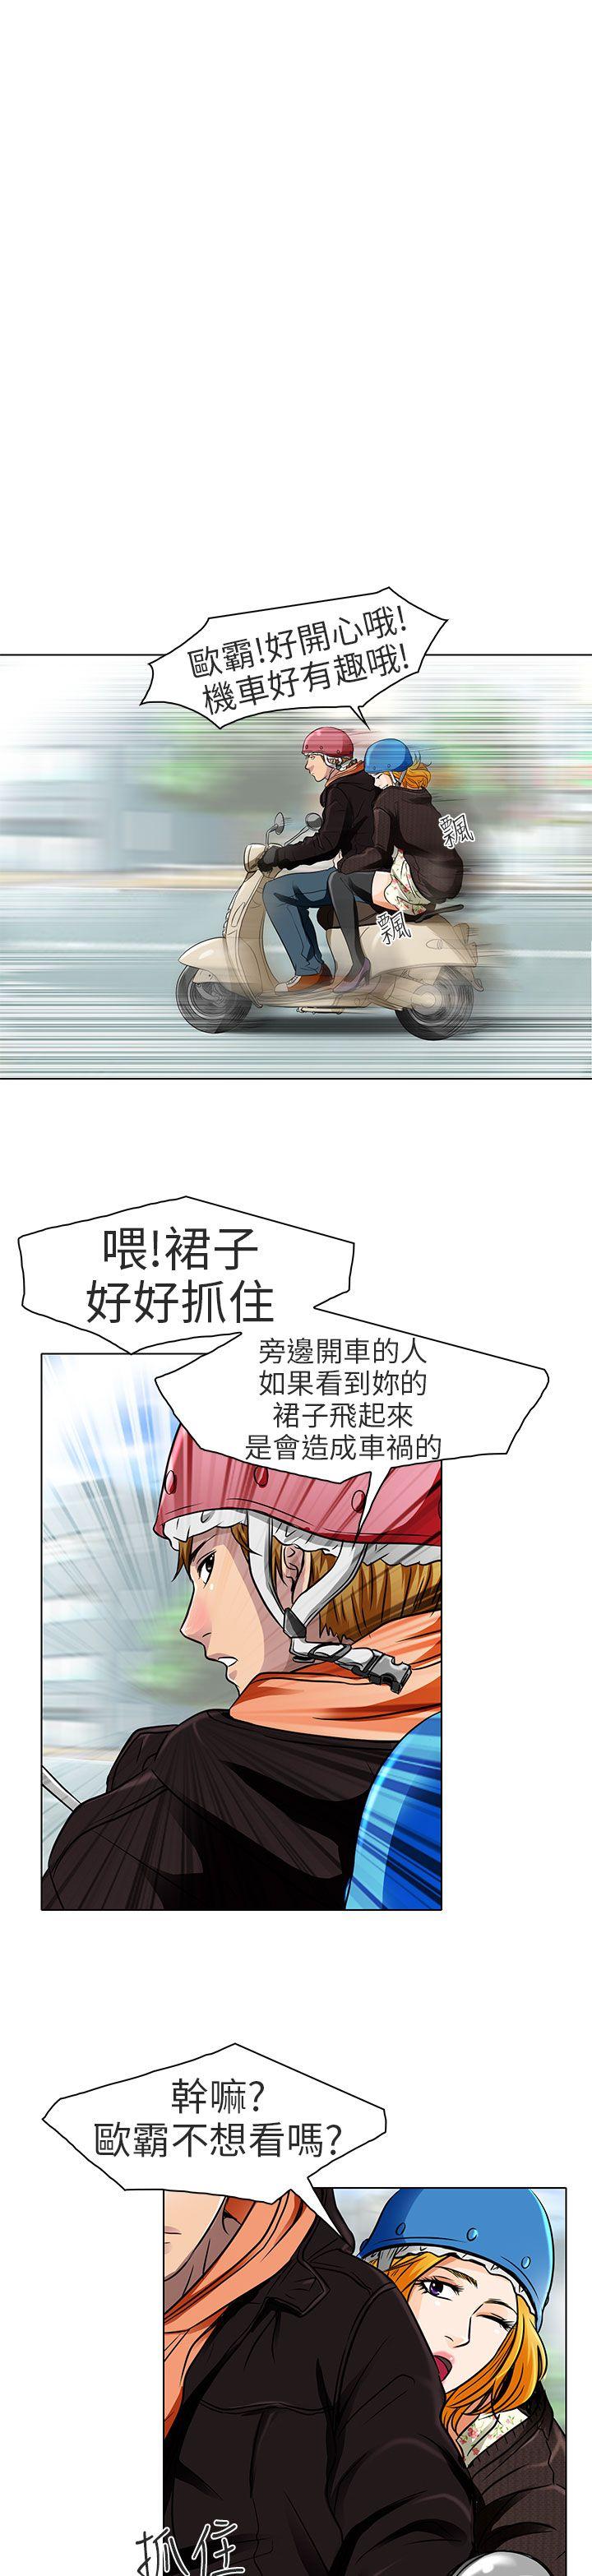 歐霸!好開心哦!
機車好有趣哦!
飄
飄
喂!裙子
好好抓住
旁邊開車的人
如果看到妳的
裙子飛起來
是會造成車禍的
幹嘛?
歐霸不想看嗎?
抓住